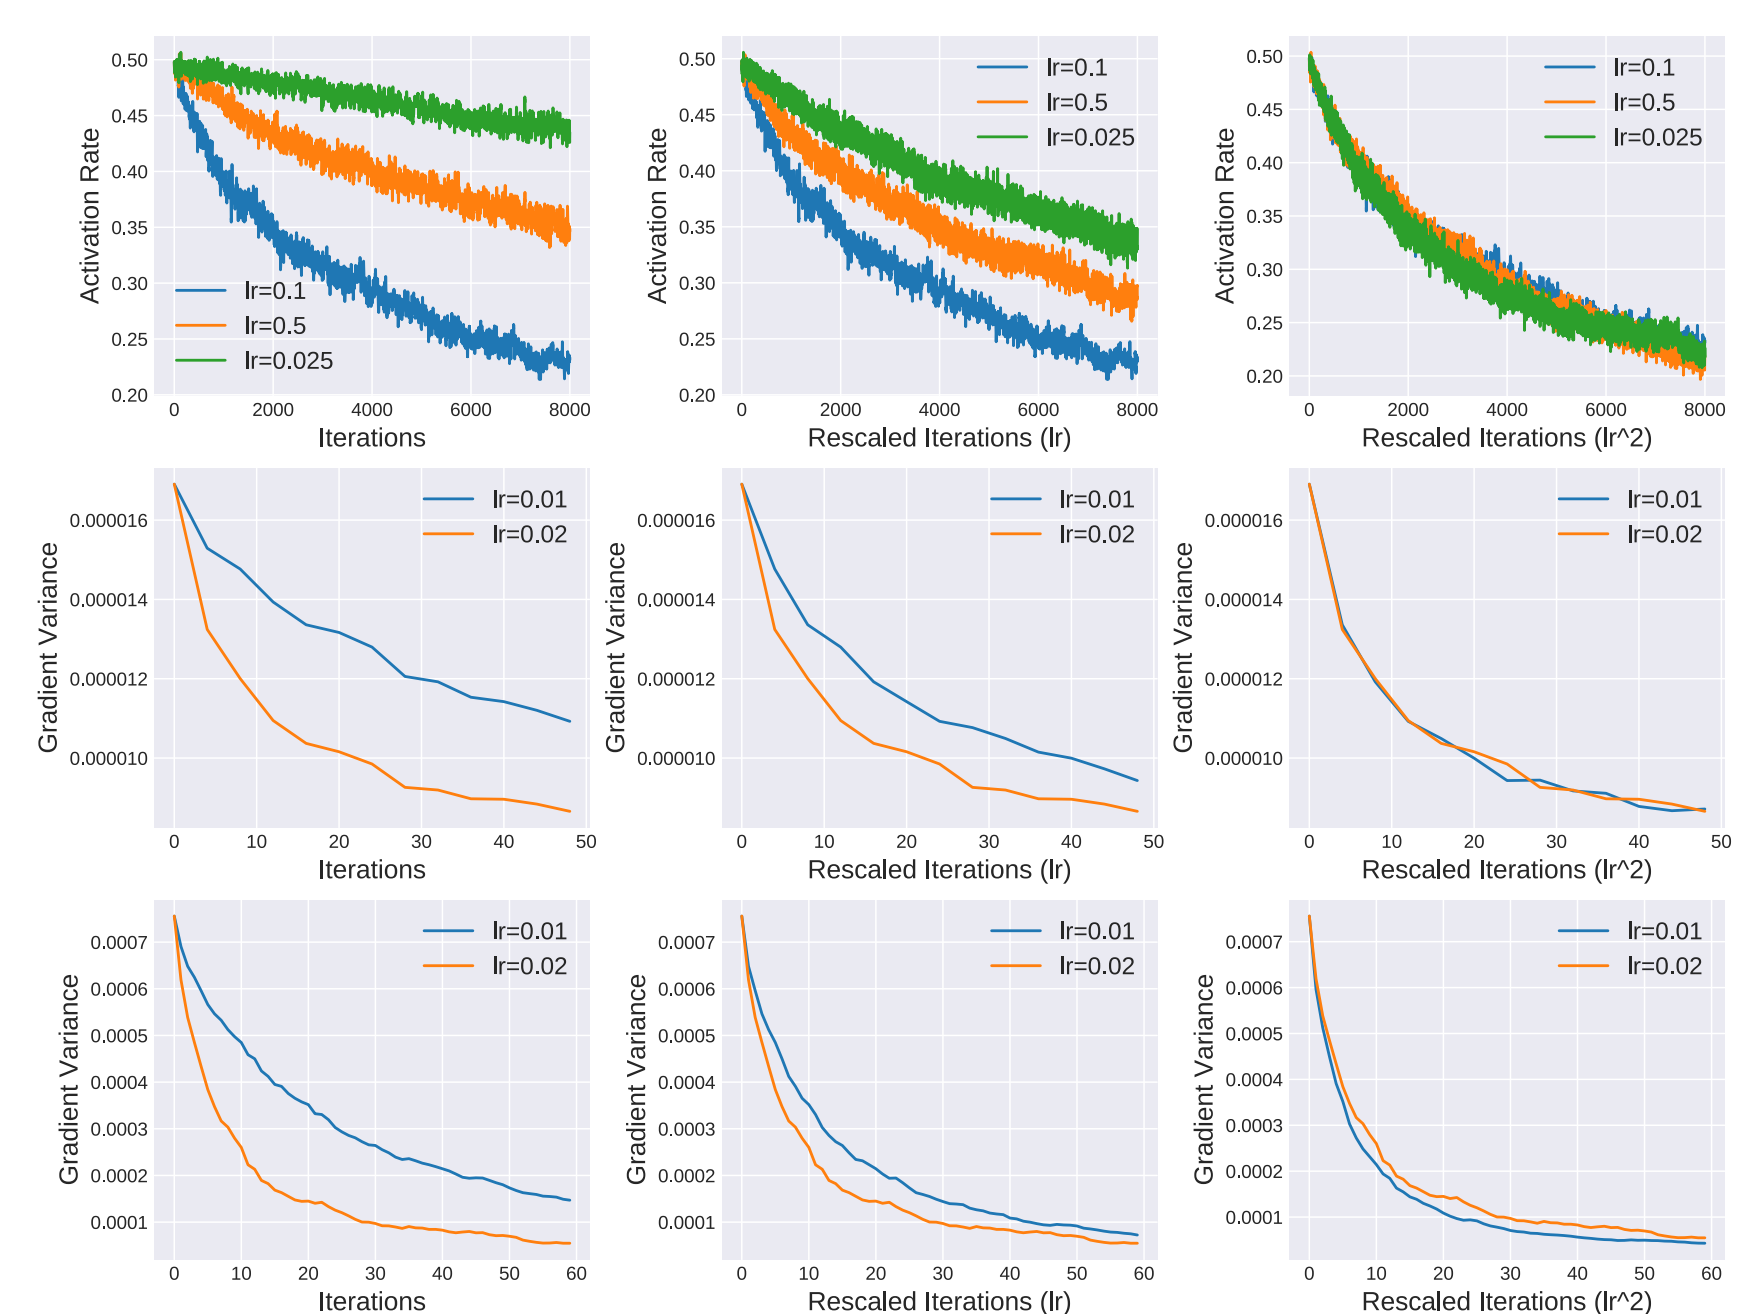 0.50
0.45
0.40
0.35
0.30
0.25
0.20
Activation Rate
lr=0.1
lr=0.5
lr=0.025
0 2000 4000 6000 8000
Iterations
0.50
0.45
0.40
0.35
0.30
0.25
0.20
Activation Rate
lr=0.1
lr=0.5
lr=0.025
0 2000 4000 6000 8000
Rescaled Iterations (lr)
0.50
0.45
0.40
0.35
0.30
0.25
0.20
Activation Rate
lr=0.1
lr=0.5
lr=0.025
0 2000 4000 6000 8000
Rescaled Iterations (lr^2)
0.000016
0.000014
0.000012
0.000010
Gradient Variance
lr=0.01
lr=0.02
0 10 20 30 40 50
Iterations
0.000016
0.000014
0.000012
0.000010
Gradient Variance
lr=0.01
lr=0.02
0 10 20 30 40 50
Rescaled Iterations (lr)
0.000016
0.000014
0.000012
0.000010
Gradient Variance
lr=0.01
lr=0.02
0 10 20 30 40 50
Rescaled Iterations (lr^2)
0.0007
0.0006
0.0005
0.0004
0.0003
0.0002
0.0001
Gradient Variance
lr=0.01
lr=0.02
0 10 20 30 40 50 60
Iterations
0.0007
0.0006
0.0005
0.0004
0.0003
0.0002
0.0001
Gradient Variance
lr=0.01
lr=0.02
0 10 20 30 40 50 60
Rescaled Iterations (lr)
0.0007
0.0006
0.0005
0.0004
0.0003
0.0002
0.0001
Gradient Variance
lr=0.01
lr=0.02
0 10 20 30 40 50 60
Rescaled Iterations (lr^2)